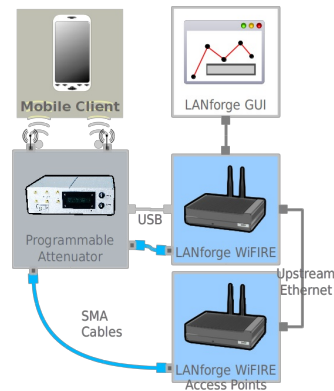 Mobile Client
LANforge GUI
USB
Programmable
Attenuator
LANforge WiFIRE
Upstream
Ethernet
SMA
Cables
LANforge WiFIRE
Access Points